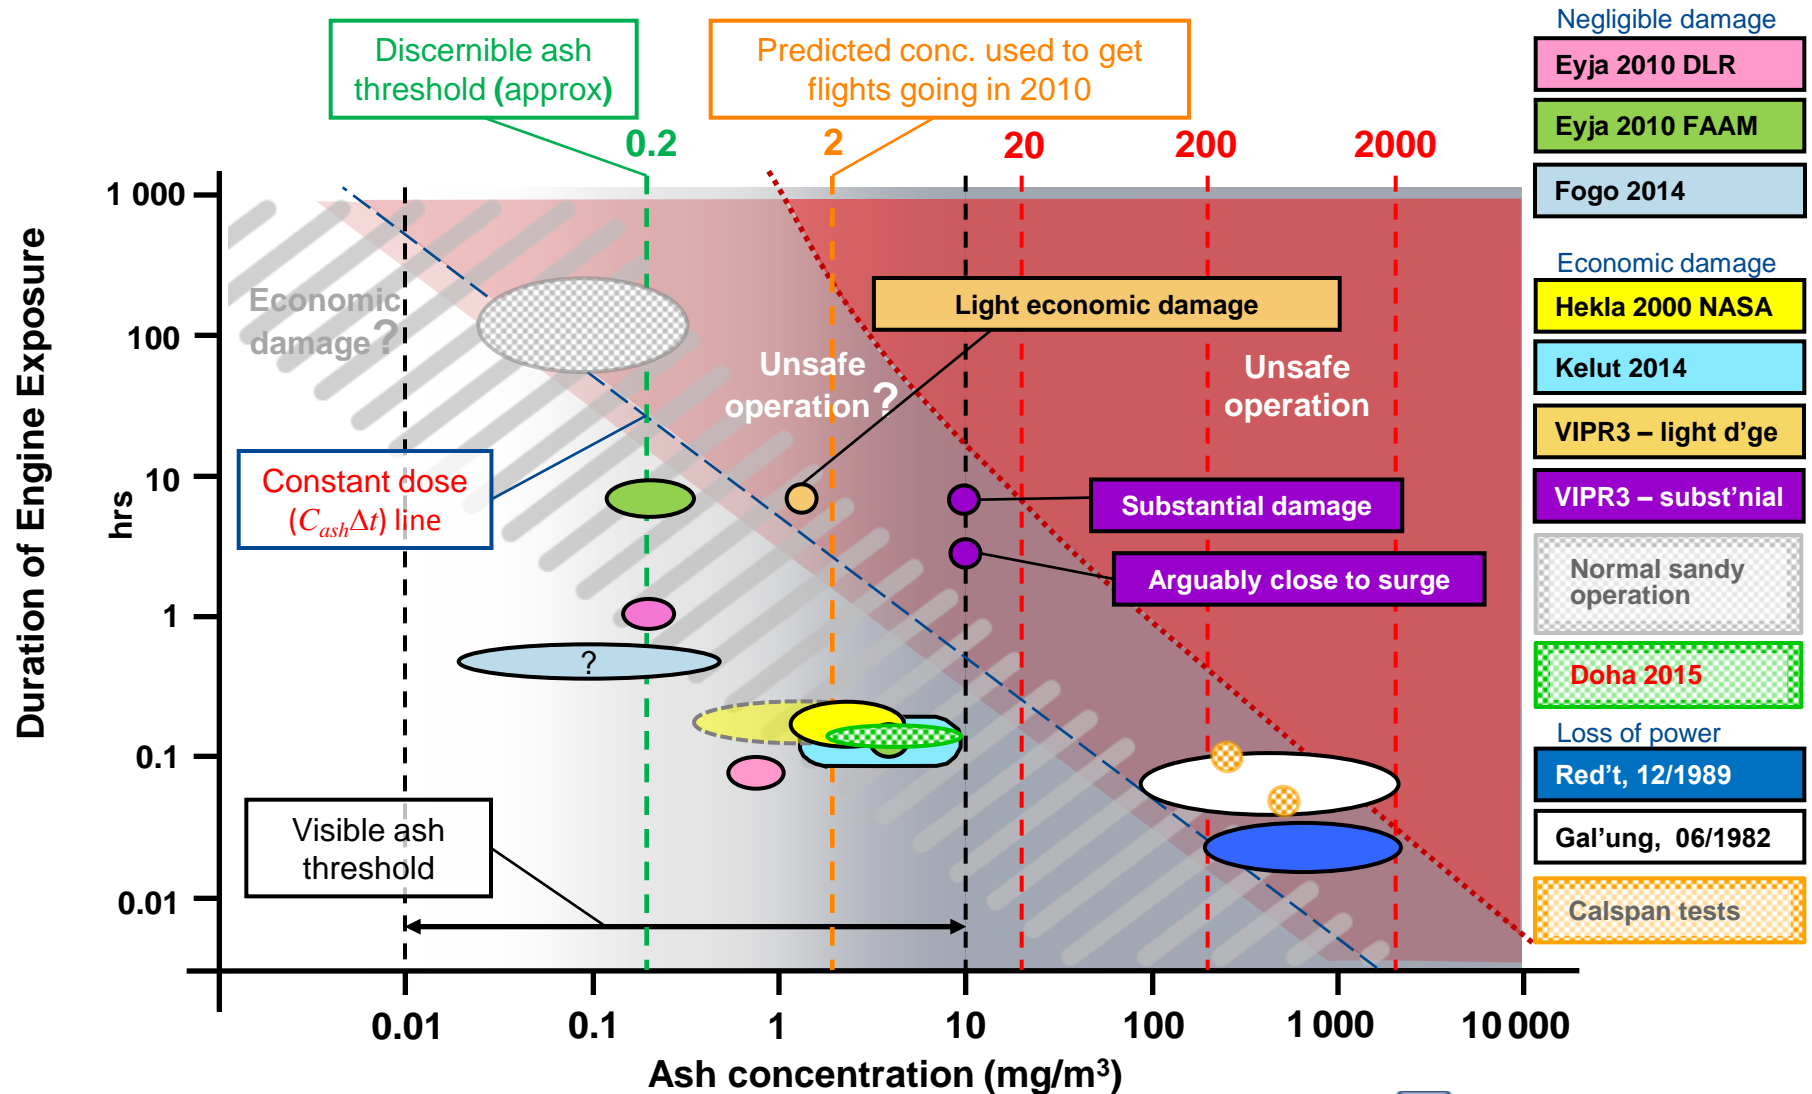 Discernible ash
threshold (approx)
Predicted conc. used to get
flights going in 2010
0.2
2
20
200
2000
Negligible damage
Eyja 2010 DLR
Eyja 2010 FAAM
Fogo 2014
Economic damage
Hekla 2000 NASA
Kelut 2014
VIPR3 – light d'ge
VIPR3 – subst'nial
Normal sandy
operation
Doha 2015
Loss of power
Red't, 12/1989
Gal'ung, 06/1982
Calspan tests
Duration of Engine Exposure
hrs
1 000
100
10
1
0.1
0.01
Economic
damage ?
Light economic damage
Unsafe
operation ?
Unsafe
operation
Constant dose
(CashΔt) line
Substantial damage
Arguably close to surge
?
Visible ash
threshold
0.01
0.1
1
10
100
1 000
10 000
Ash concentration (mg/m³)